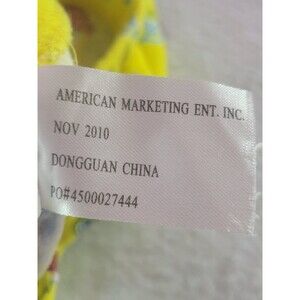 AMERICAN MARKETING ENT. INC.
NOV 2010
DONGGUAN CHINA
PO#4500027444